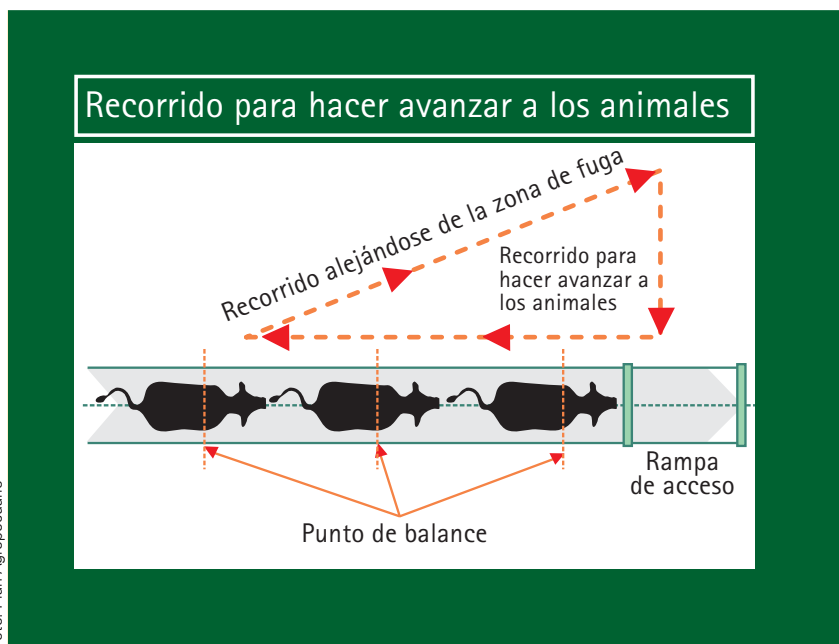 Recorrido para hacer avanzar a los animales
Recorrido alejándose de la zona de fuga
Recorrido para
hacer avanzar a
los animales
Rampa
de acceso
Punto de balance